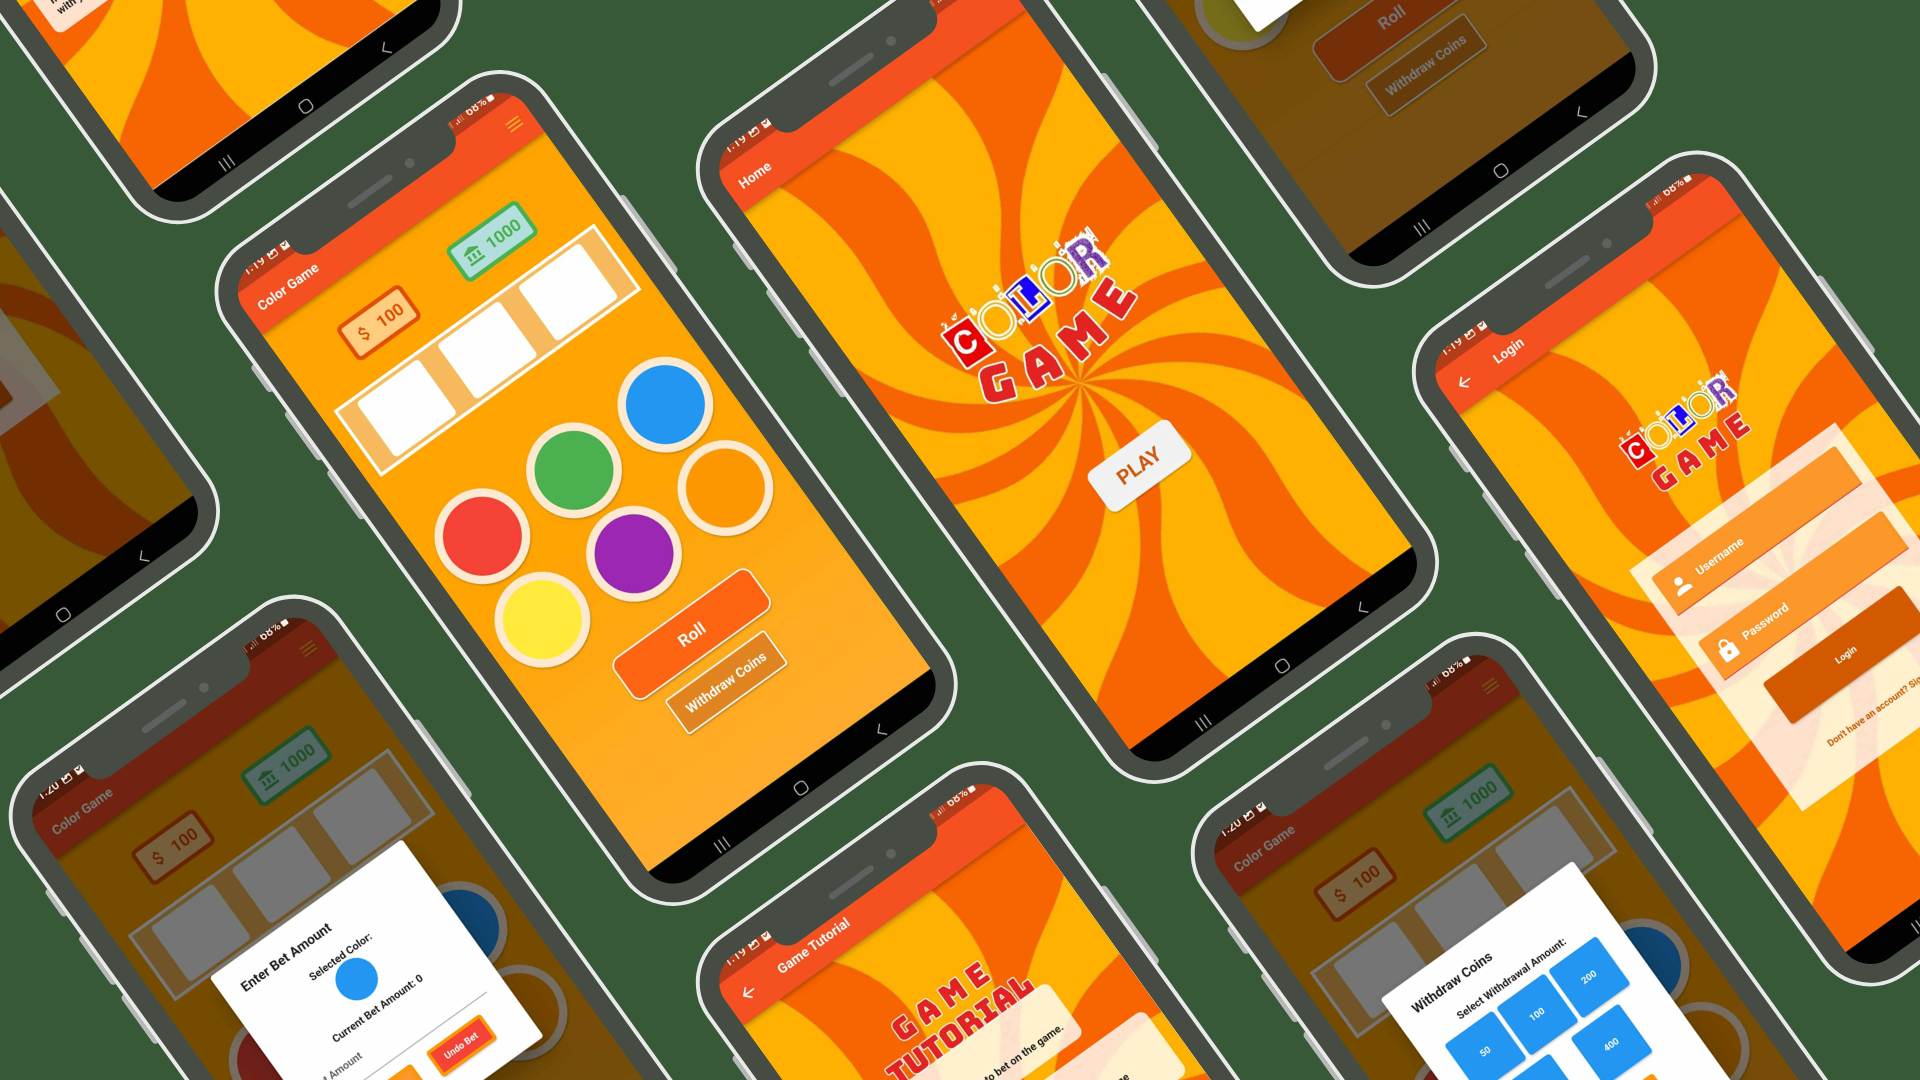 with
Roll
Withdraw Coins
68%
Color Game
$ 100
1000
Roll
Withdraw Coins
1:19
Home
COLOR
GAME
PLAY
68%
1:19
Login
COLOR
GAME
Username
Password
Login
Don't have an account?
1:20
68%
Color Game
$ 100
1000
Enter Bet Amount
Selected Color:
Current Bet Amount: 0
Amount
Undo Bet
1:19
68%
Game Tutorial
GAME
TUTORIAL
to bet on the game.
1:20
68%
Color Game
$ 100
1000
Withdraw Coins
Select Withdrawal Amount:
50
100
200
400